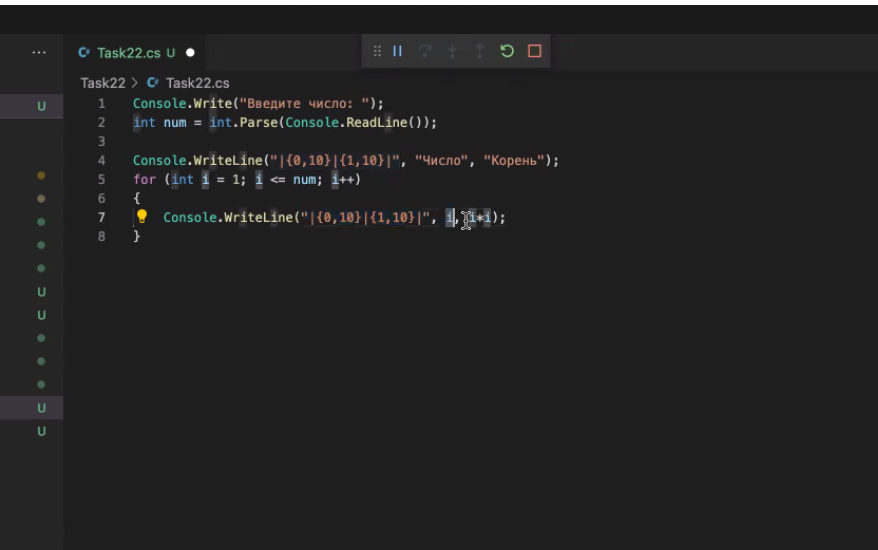 Task22.cs U
Task22 > Task22.cs
1 Console.Write("Введите число: ");
2 int num = int.Parse(Console.ReadLine());
3
4 Console.WriteLine("|{0,10}|{1,10}|", "Число", "Корень");
5 for (int i = 1; i <= num; i++)
6 {
7 Console.WriteLine("|{0,10}|{1,10}|", i, i*i);
8 }
U
U
U
U
U